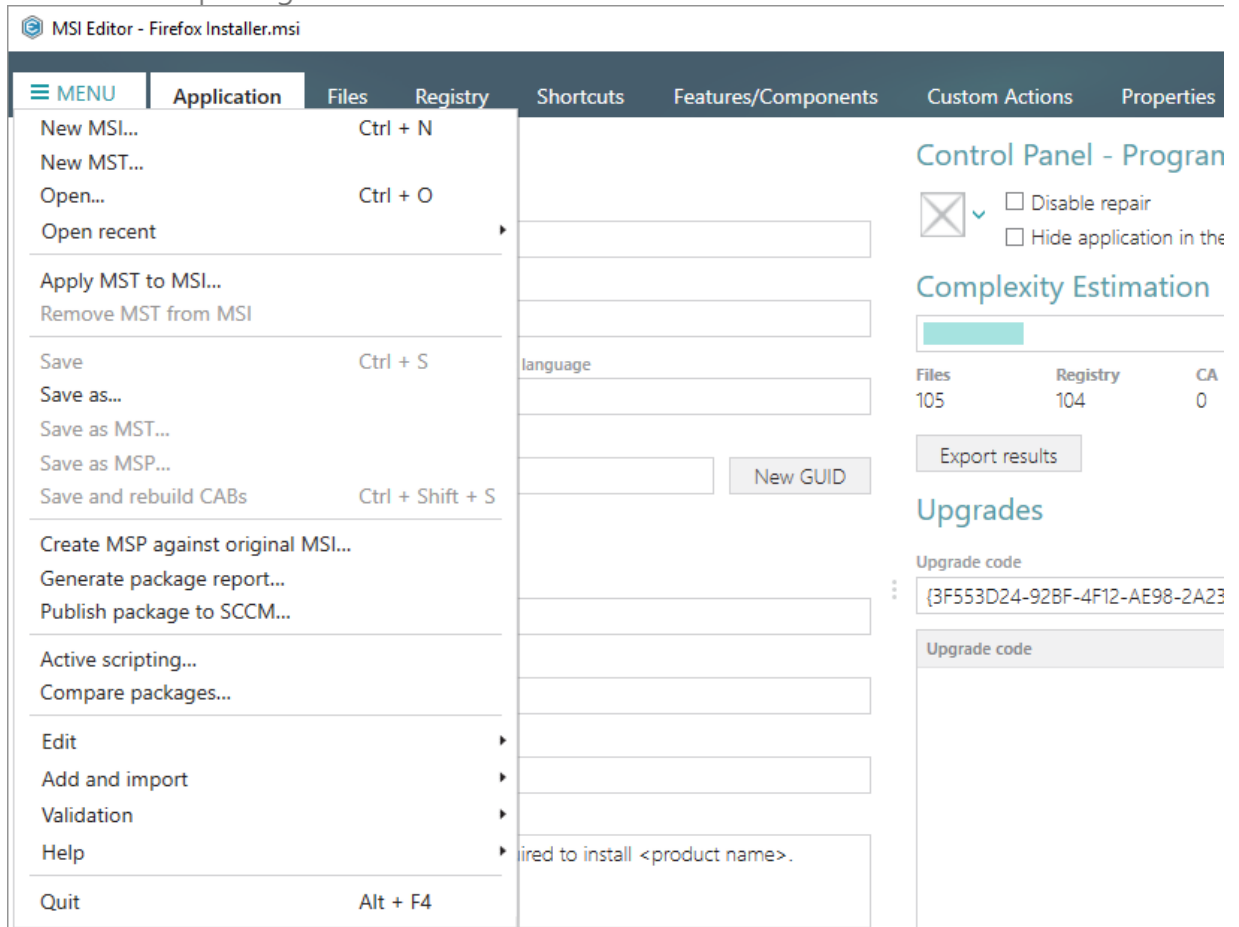 MSI Editor - Firefox Installer.msi
MENU Application Files Registry Shortcuts Features/Components Custom Actions Properties
New MSI... Ctrl + N
New MST...
Open... Ctrl + O
Open recent
Apply MST to MSI...
Remove MST from MSI
Save Ctrl + S
Save as...
Save as MST...
Save as MSP...
Save and rebuild CABs Ctrl + Shift + S
Create MSP against original MSI...
Generate package report...
Publish package to SCCM...
Active scripting...
Compare packages...
Edit
Add and import
Validation
Help
Quit Alt + F4
language
New GUID
to install <product name>.
Control Panel -
Disable repair
Hide application in the
Complexity Estimation
Files Registry CA
105 104 0
Export results
Upgrades
Upgrade code
{3F553D24-92BF-4F12-AE98-2A23
Upgrade code